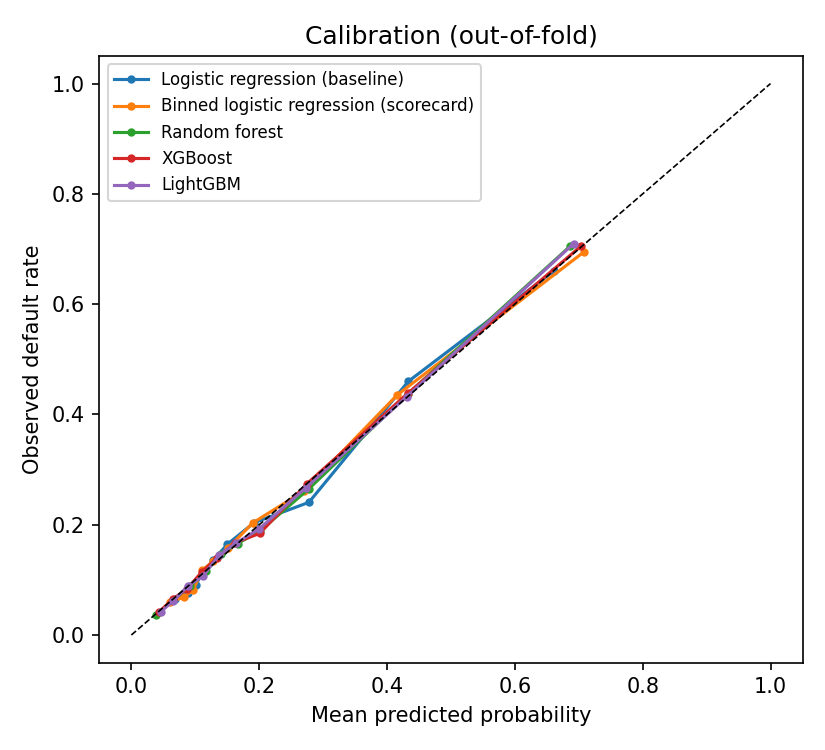 Calibration (out-of-fold)
Logistic regression (baseline)
Binned logistic regression (scorecard)
Random forest
XGBoost
LightGBM
Observed default rate
1.0
0.8
0.6
0.4
0.2
0.0
0.0 0.2 0.4 0.6 0.8 1.0
Mean predicted probability